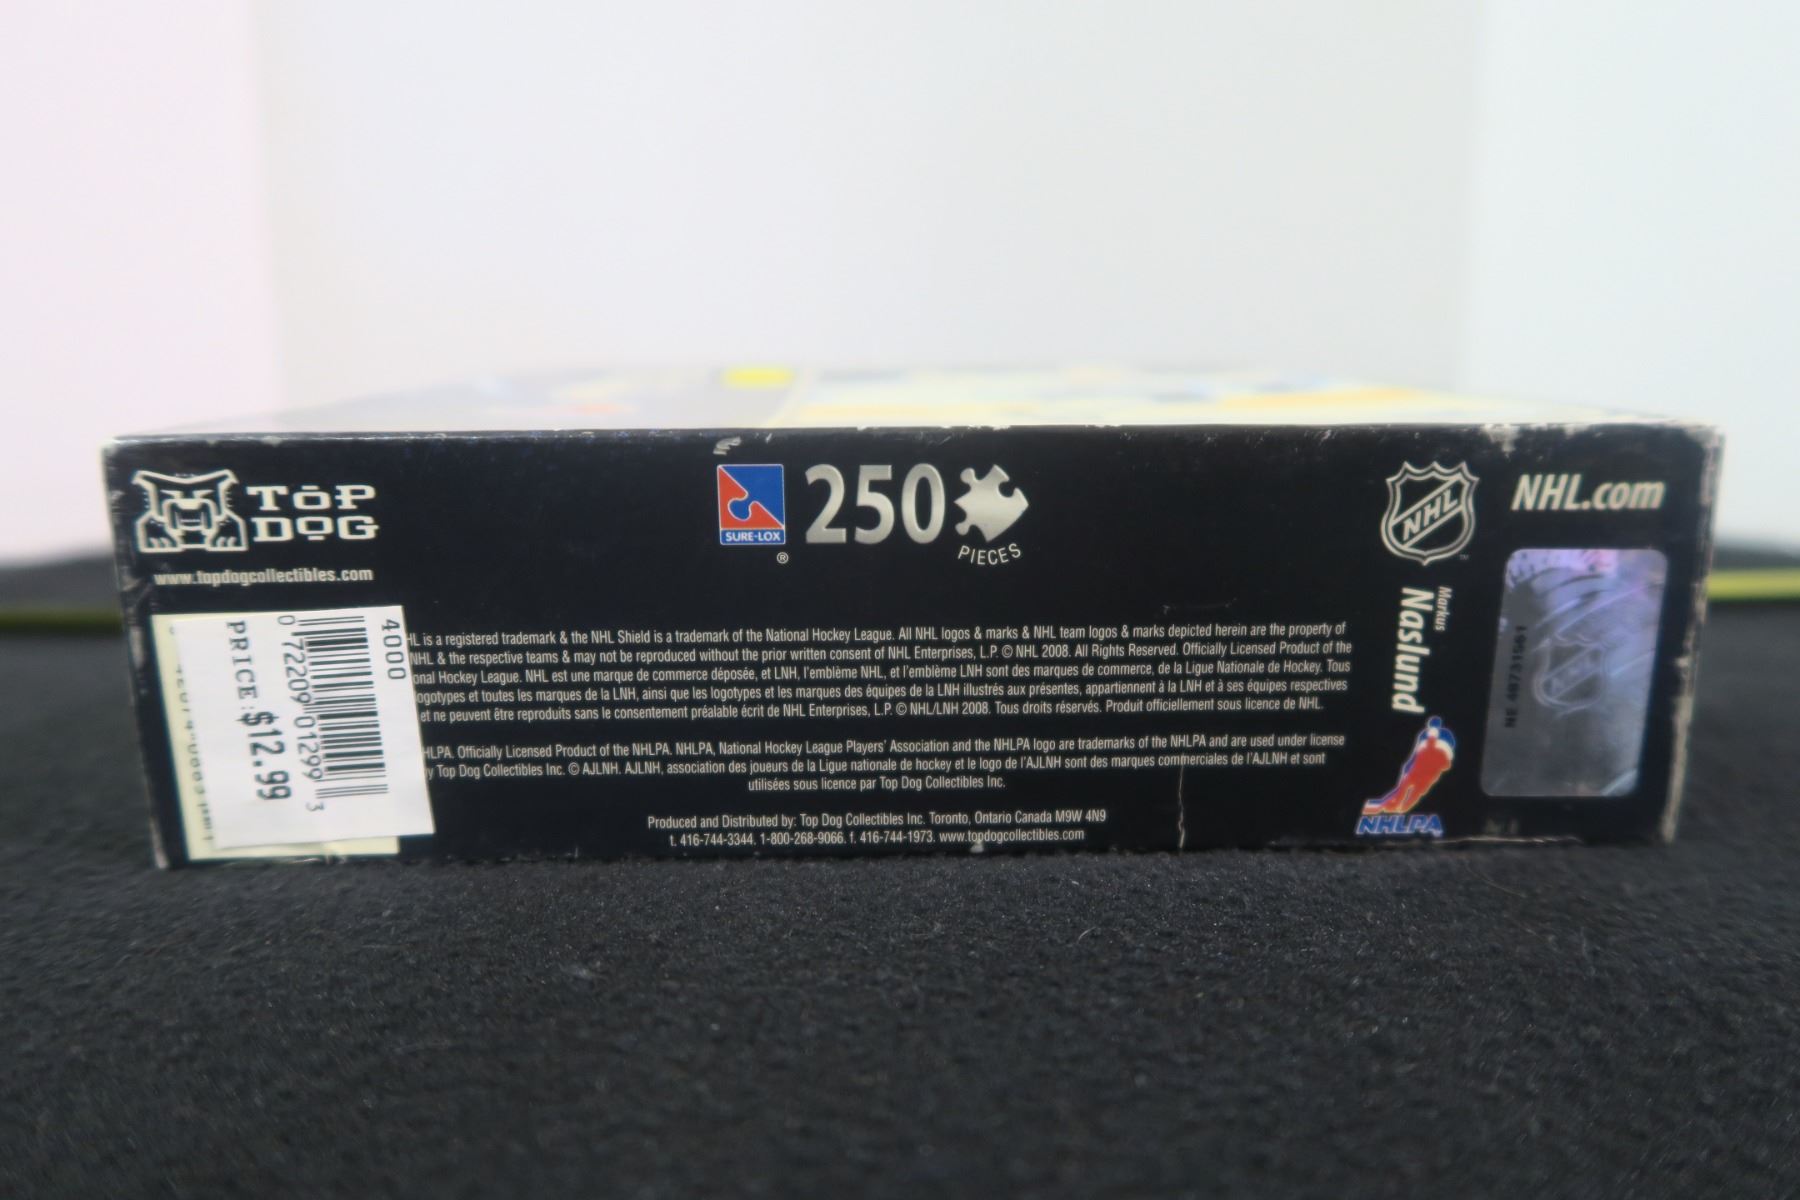 TOP
DOG
www.topdogcollectibles.com
SURE-LOX
®
250
PIECES
NHL
™
NHL.com
4000
0 72209 01299 3
PRICE: $12.99
HL is a registered trademark & the NHL Shield is a trademark of the National Hockey League. All NHL logos & marks & NHL team logos & marks depicted herein are the property of
NHL & the respective teams & may not be reproduced without the prior written consent of NHL Enterprises, L.P. © NHL 2008. All Rights Reserved. Officially Licensed Product of the
onal Hockey League. NHL est une marque de commerce déposée, et LNH, l'emblème NHL, et l'emblème LNH sont des marques de commerce, de la Ligue Nationale de Hockey. Tous
ogotypes et toutes les marques de la LNH, ainsi que les logotypes et les marques des équipes de la LNH illustrés aux présentes, appartiennent à la LNH et à ses équipes respectives
et ne peuvent être reproduits sans le consentement préalable écrit de NHL Enterprises, L.P. © NHL/LNH 2008. Tous droits réservés. Produit officiellement sous licence de NHL.
HLPA. Officially Licensed Product of the NHLPA. NHLPA, National Hockey League Players' Association and the NHLPA logo are trademarks of the NHLPA and are used under license
y Top Dog Collectibles Inc. © AJLNH. AJLNH, association des joueurs de la Ligue nationale de hockey et le logo de l'AJLNH sont des marques commerciales de l'AJLNH et sont
utilisées sous licence par Top Dog Collectibles Inc.
Produced and Distributed by: Top Dog Collectibles Inc. Toronto, Ontario Canada M9W 4N9
t. 416-744-3344. 1-800-268-9066. f. 416-744-1973. www.topdogcollectibles.com
Markus
Naslund
NHLPA